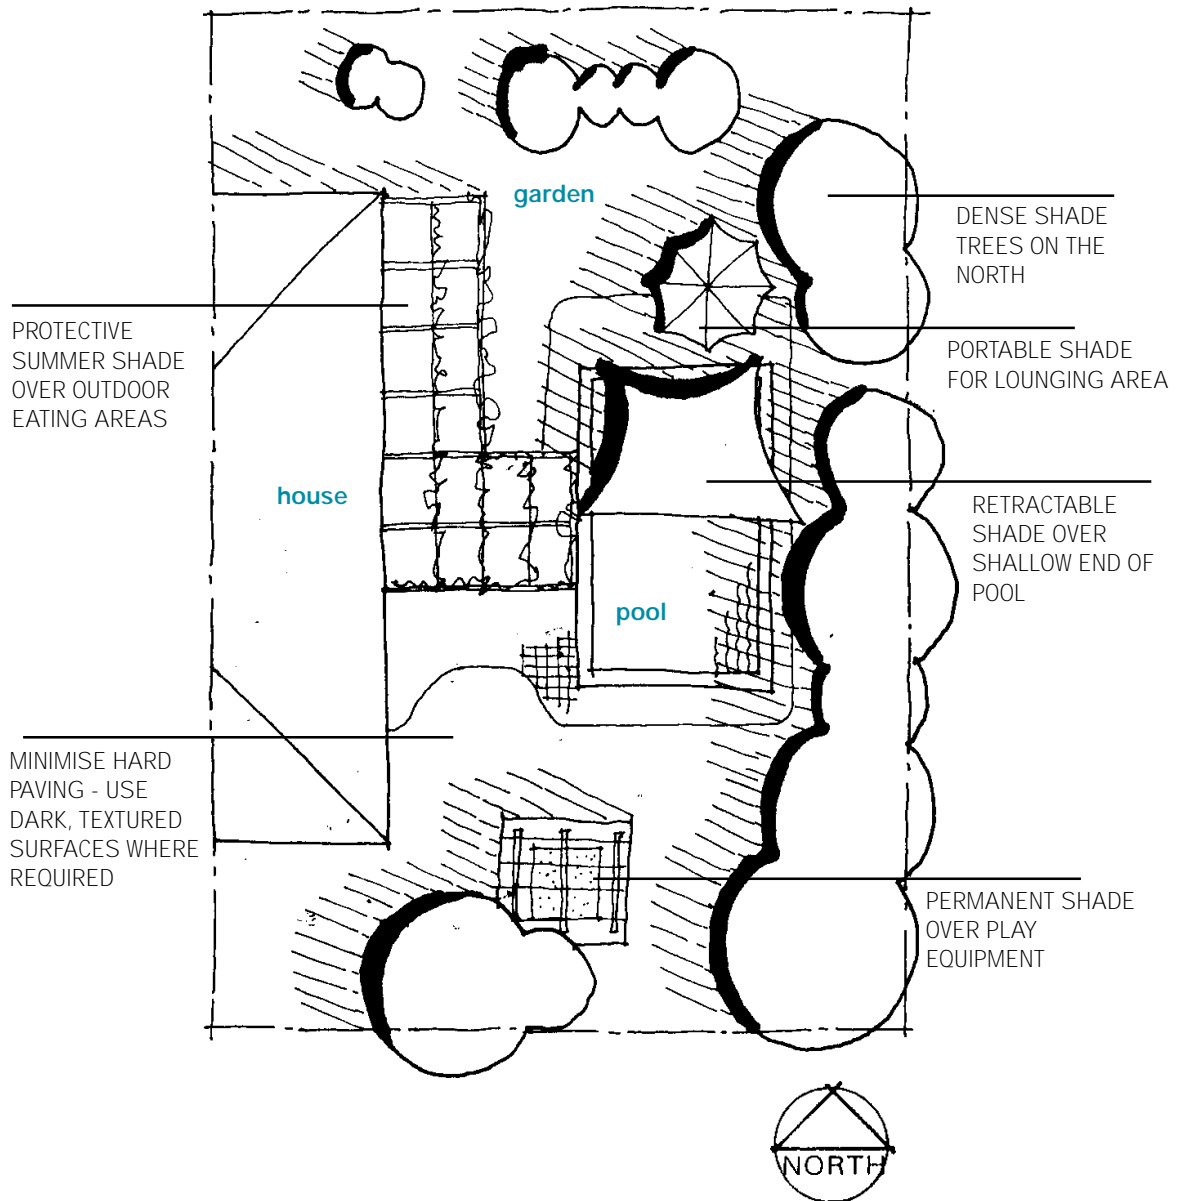 garden
DENSE SHADE
TREES ON THE
NORTH
PROTECTIVE
SUMMER SHADE
OVER OUTDOOR
EATING AREAS
PORTABLE SHADE
FOR LOUNGING AREA
house
RETRACTABLE
SHADE OVER
SHALLOW END OF
POOL
pool
MINIMISE HARD
PAVING - USE
DARK, TEXTURED
SURFACES WHERE
REQUIRED
PERMANENT SHADE
OVER PLAY
EQUIPMENT
NORTH